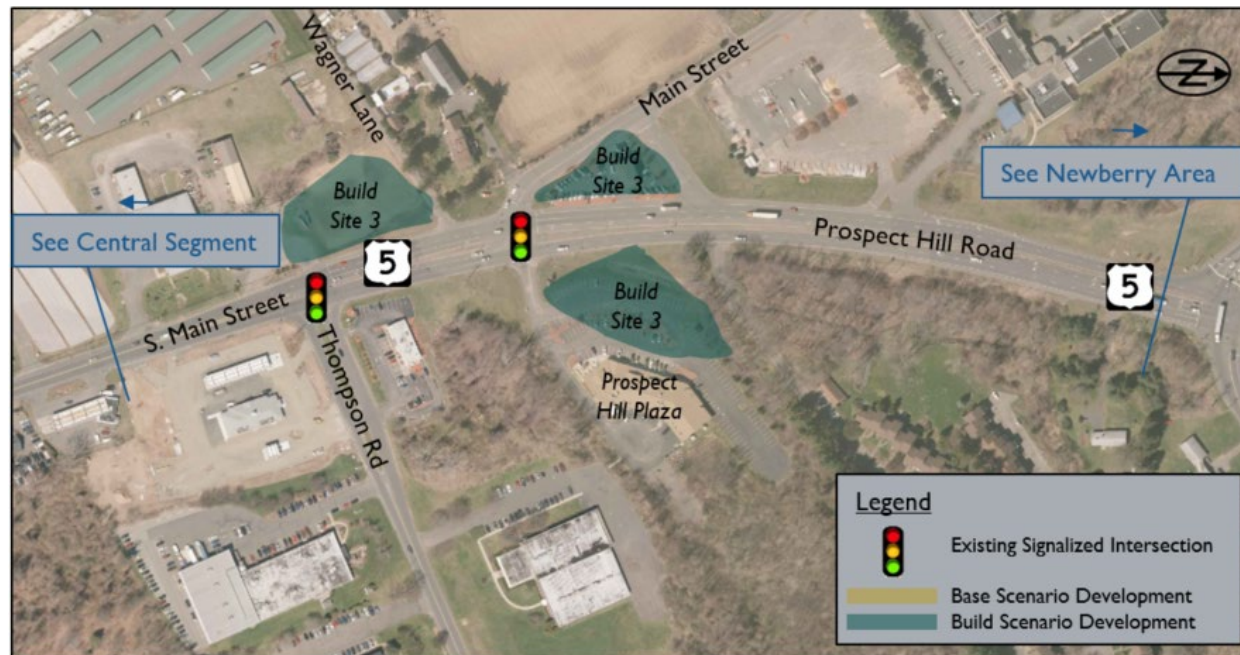 Wagner Lane
Main Street
Z
Build
Site 3
Build
Site 3
See Newberry Area
See Central Segment
5
Prospect Hill Road
Build
Site 3
5
S. Main Street
Thompson Rd
Prospect
Hill Plaza
Legend
Existing Signalized Intersection
Base Scenario Development
Build Scenario Development